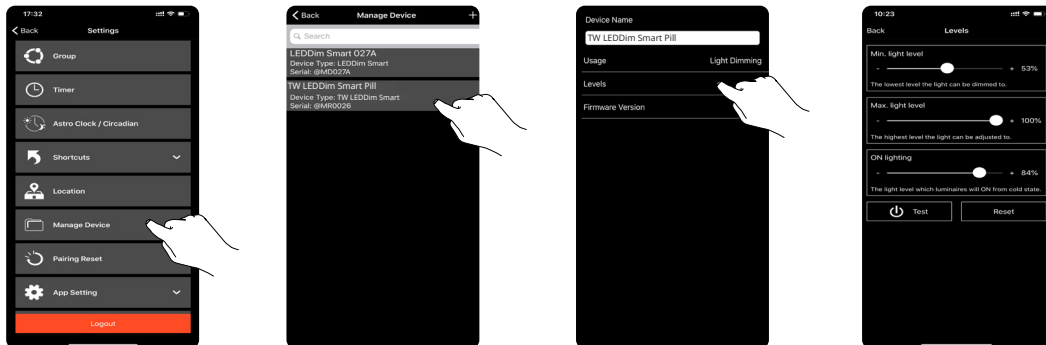 17:32
Back Settings
Group
Timer
Astro Clock / Circadian
Shortcuts
Location
Manage Device
Pairing Reset
App Setting
Logout
Back Manage Device +
Search
LEDDim Smart 027A
Device Type: LEDDim Smart
Serial: @MD027A
TW LEDDim Smart Pill
Device Type: TW LEDDim Smart
Serial: @MR0026
Device Name
TW LEDDim Smart Pill
Usage Light Dimming
Levels
Firmware Version
10:23
Back Levels
Min. light level
- + 53%
The lowest level the light can be dimmed to.
Max. light level
- + 100%
The highest level the light can be adjusted to.
ON lighting
- + 84%
The light level which luminaires will ON from cold state.
Test Reset